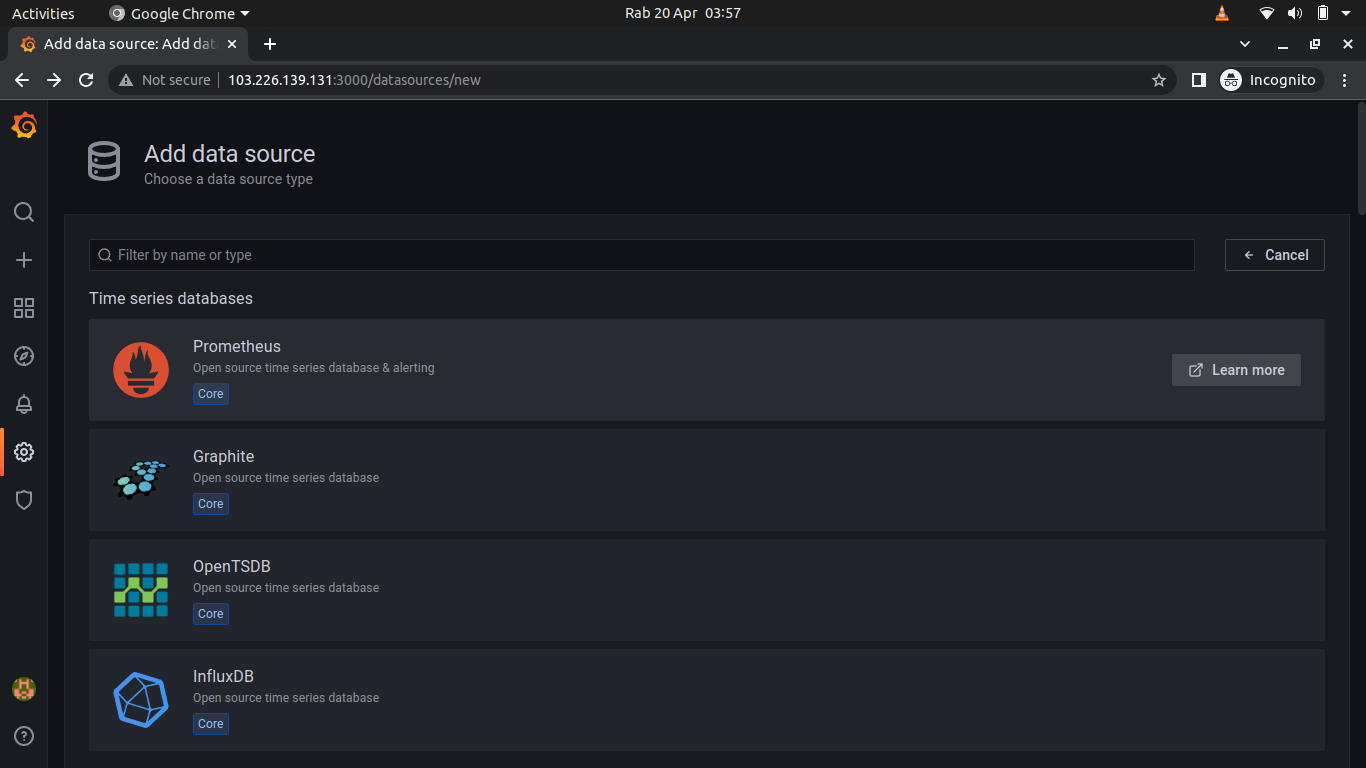 Activities
Google Chrome
Rab 20 Apr 03:57
Add data source: Add dat
Not secure
103.226.139.131:3000/datasources/new
Incognito
Add data source
Choose a data source type
Filter by name or type
Cancel
Time series databases
Prometheus
Open source time series database & alerting
Core
Learn more
Graphite
Open source time series database
Core
OpenTSDB
Open source time series database
Core
InfluxDB
Open source time series database
Core